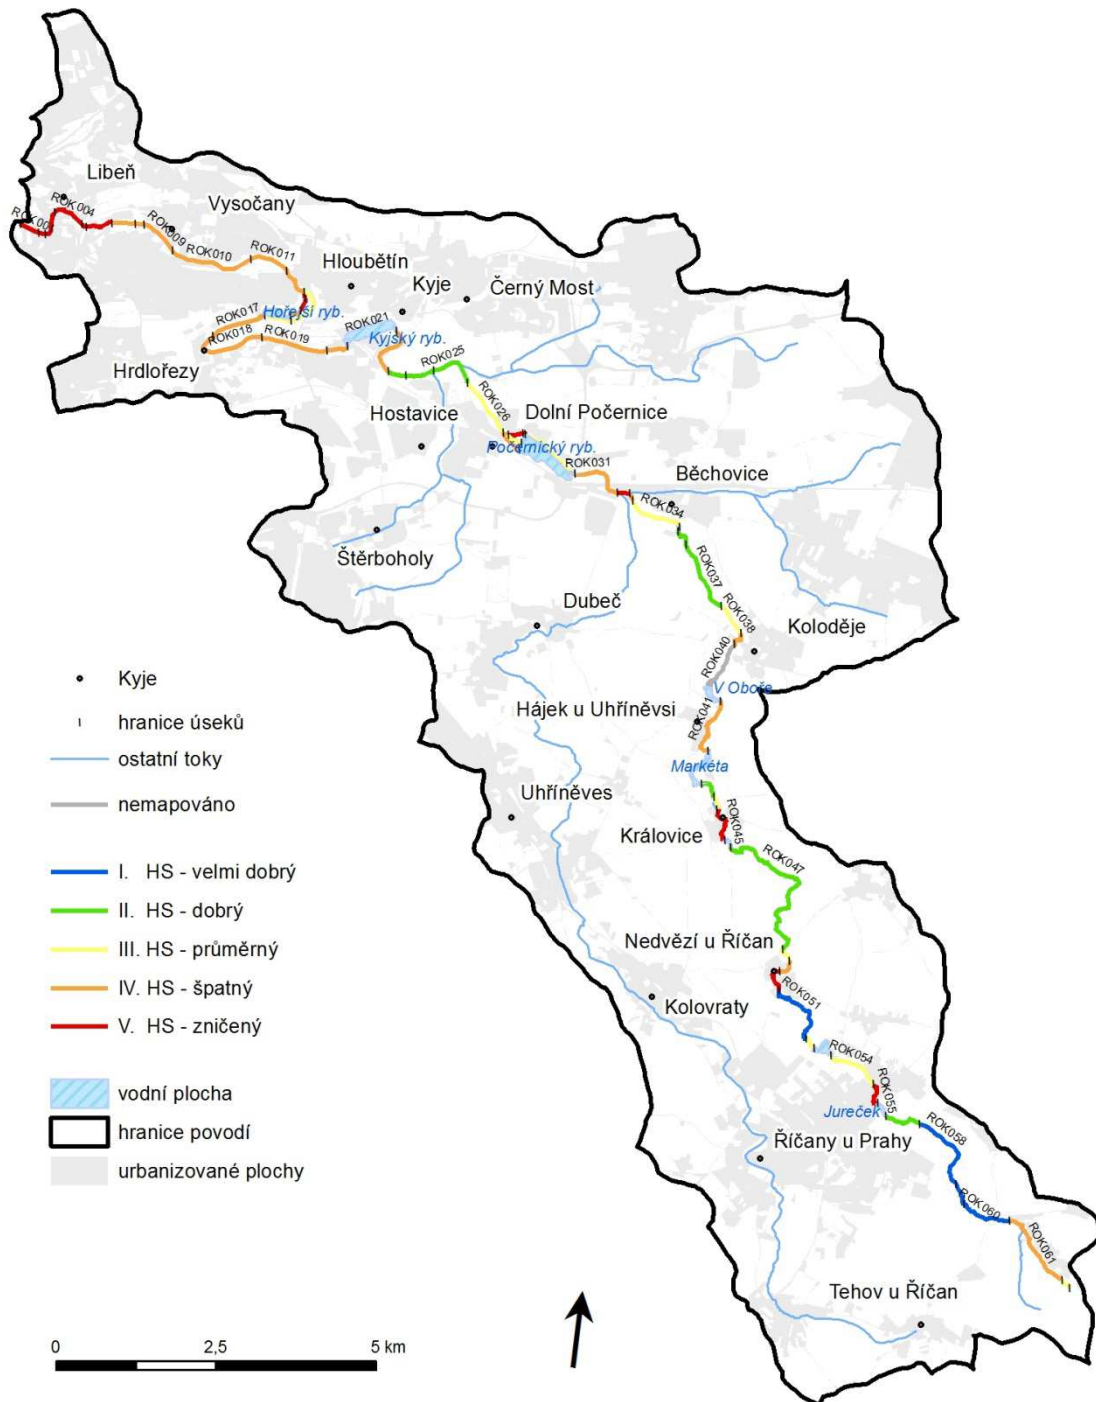 Libeň
ROK004
Vysočany
ROK009
ROK010
ROK011
Hloubětín
Kyje
Černý Most
ROK017
Hořejší ryb.
ROK018
ROK019
ROK021
Kyjský ryb.
Hrdlořezy
ROK025
Hostavice
ROK026
Dolní Počernice
Počernický ryb.
ROK031
Běchovice
ROK034
Štěrboholy
ROK037
Dubeč
ROK038
Koloděje
ROK040
V Oboře
Hájek u Uhříněvsi
ROK041
Markéta
Uhříněves
Královice
ROK045
ROK047
Nedvězí u Říčan
ROK051
Kolovraty
ROK054
ROK055
Jureček
ROK058
Říčany u Prahy
ROK060
ROK061
Tehov u Říčan
Kyje
hranice úseků
ostatní toky
nemapováno
I. HS - velmi dobrý
II. HS - dobrý
III. HS - průměrný
IV. HS - špatný
V. HS - zničený
vodní plocha
hranice povodí
urbanizované plochy
0 2,5 5 km